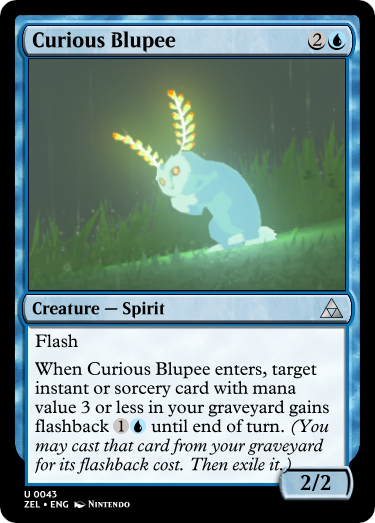 Curious Blupee 2
Creature — Spirit
Flash
When Curious Blupee enters, target
instant or sorcery card with mana
value 3 or less in your graveyard gains
flashback 1 until end of turn. (You
may cast that card from your graveyard
for its flashback cost. Then exile it.)
2/2
U 0043
ZEL • ENG Nintendo